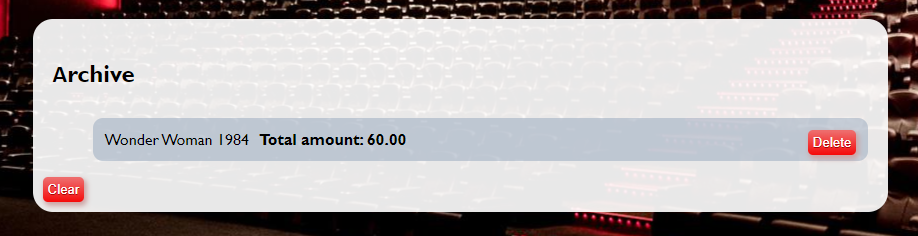 Archive
Wonder Woman 1984 Total amount: 60.00 Delete
Clear